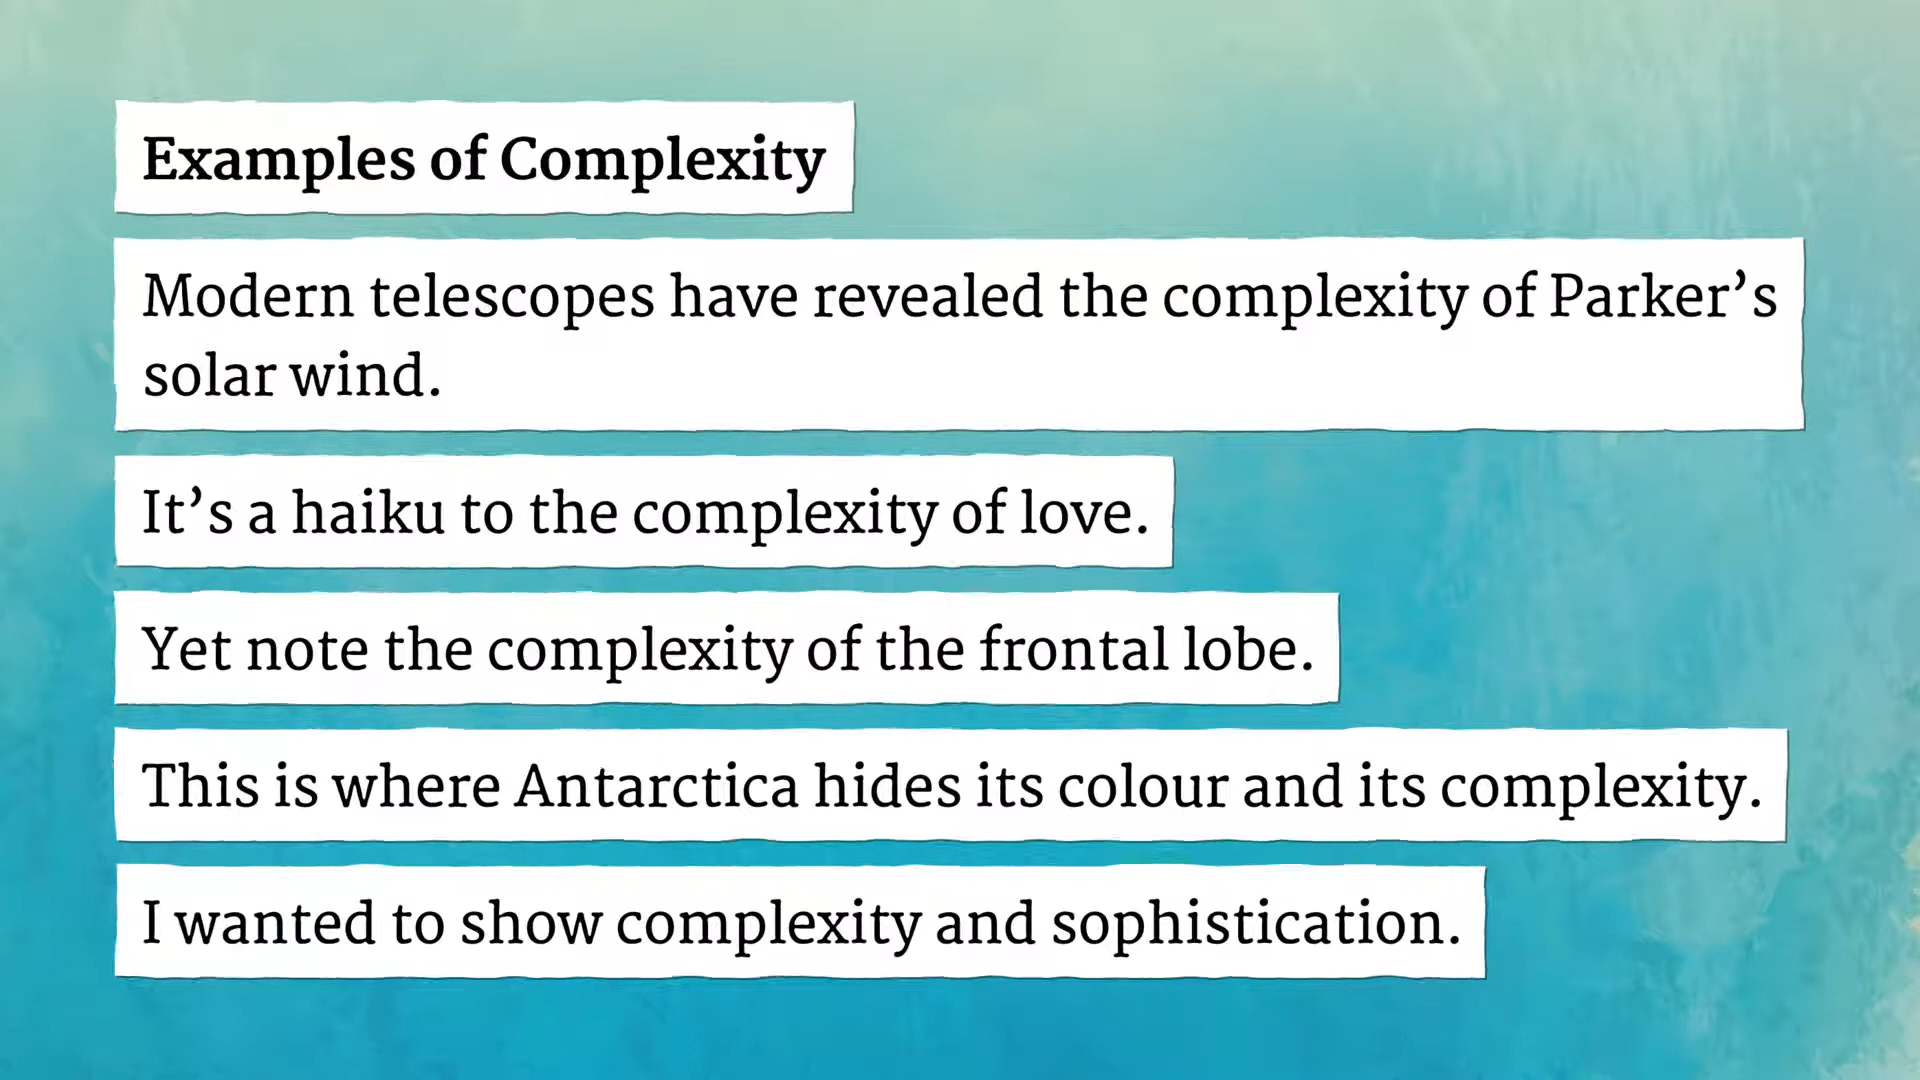 Examples of Complexity
Modern telescopes have revealed the complexity of Parker’s
solar wind.
It’s a haiku to the complexity of love.
Yet note the complexity of the frontal lobe.
This is where Antarctica hides its colour and its complexity.
I wanted to show complexity and sophistication.